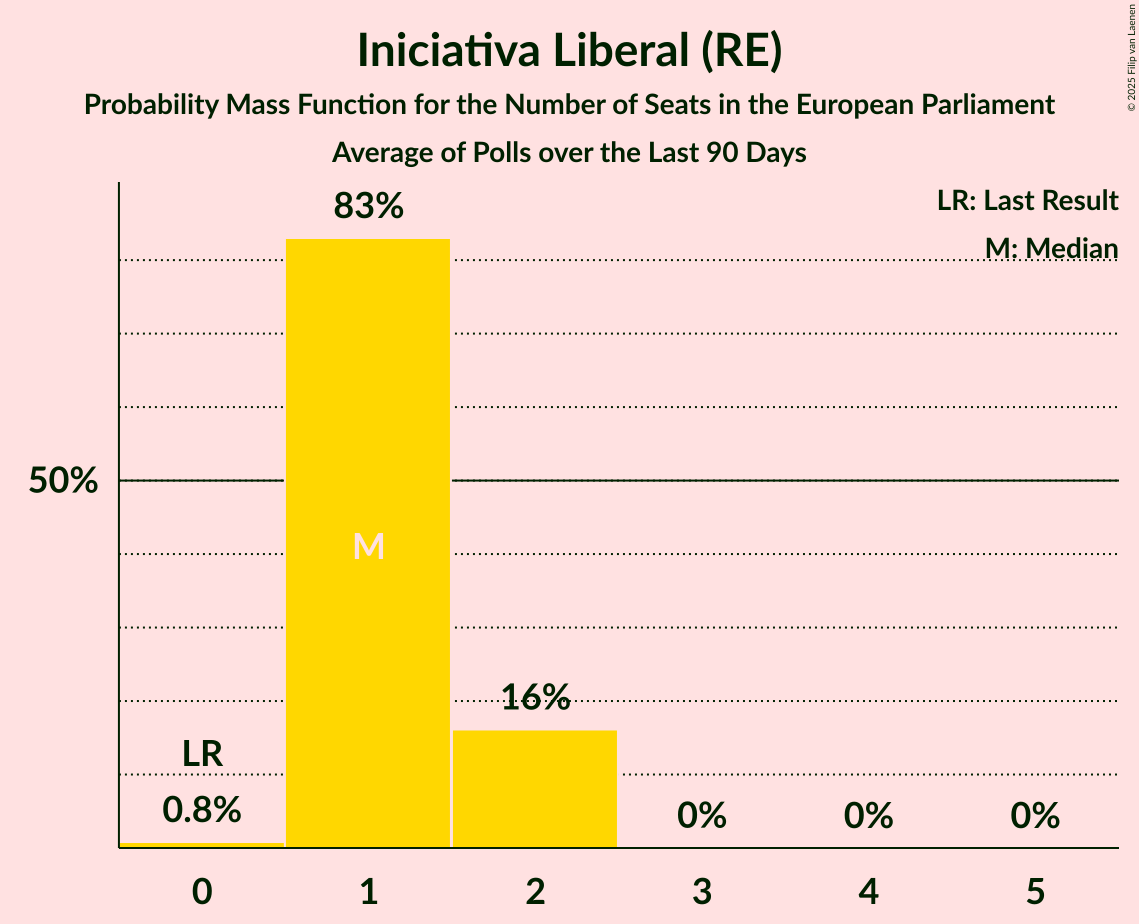 Iniciativa Liberal (RE)
Probability Mass Function for the Number of Seats in the European Parliament
Average of Polls over the Last 90 Days
© 2025 Filip van Laenen
LR: Last Result
M: Median
83%
50%
M
16%
LR
0.8%
0%
0%
0%
0
1
2
3
4
5